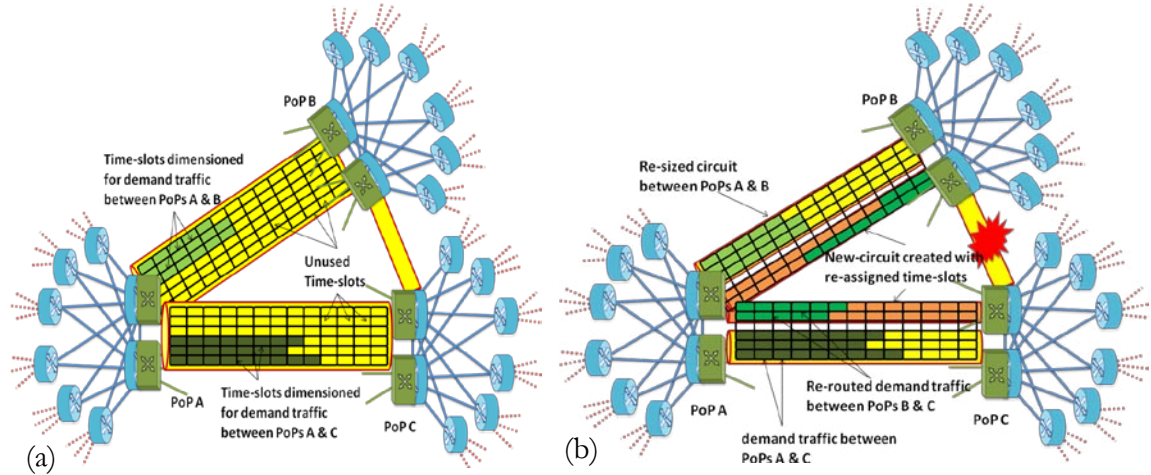 PoP B
Time-slots dimensioned
for demand traffic
between PoPs A & B
Unused
Time-slots
Time-slots dimensioned
for demand traffic
between PoPs A & C
PoP A
PoP C
(a)
PoP B
Re-sized circuit
between PoPs A & B
New-circuit created with
re-assigned time-slots
Re-routed demand traffic
between PoPs B & C
PoP A
PoP C
demand traffic between
PoPs A & C
(b)